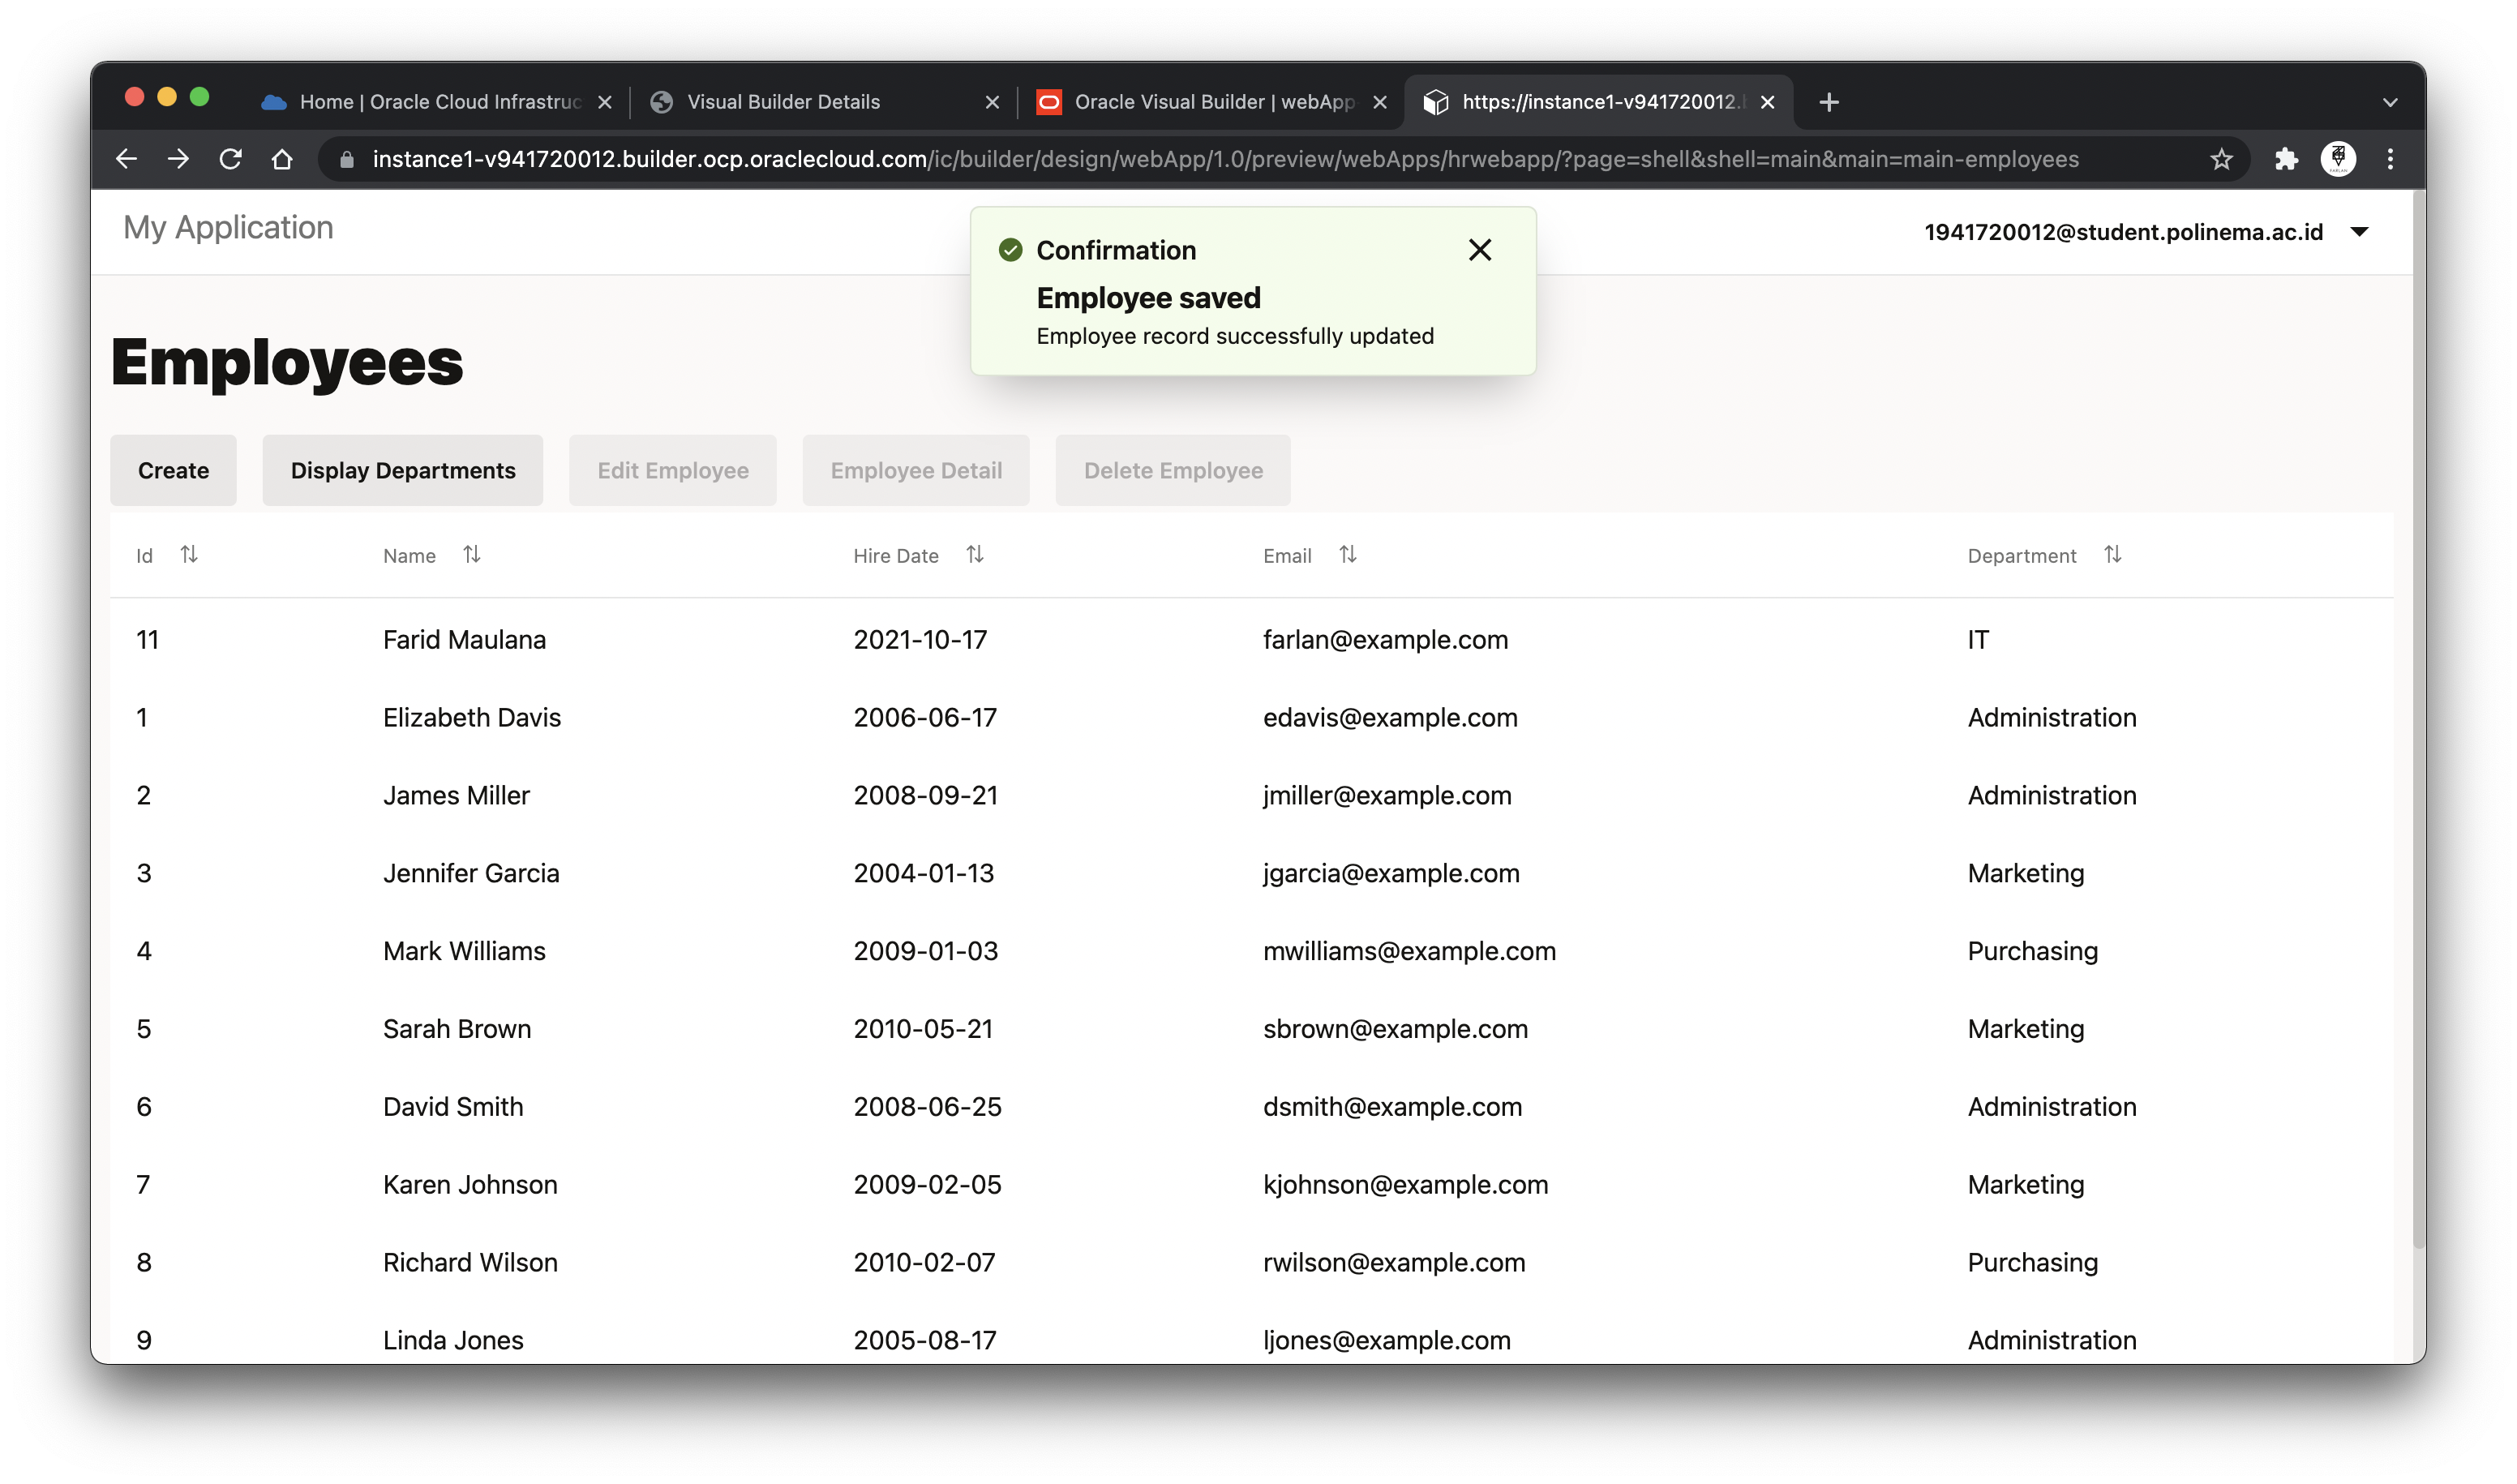 Home | Oracle Cloud Infrastruc
Visual Builder Details
Oracle Visual Builder | webApp
https://instance1-v941720012.
instance1-v941720012.builder.ocp.oraclecloud.com/ic/builder/design/webApp/1.0/preview/webApps/hrwebapp/?page=shell&shell=main&main=main-employees
My Application
1941720012@student.polinema.ac.id
Confirmation
Employee saved
Employee record successfully updated
Employees
Create Display Departments Edit Employee Employee Detail Delete Employee
Id Name Hire Date Email Department
11 Farid Maulana 2021-10-17 farlan@example.com IT
1 Elizabeth Davis 2006-06-17 edavis@example.com Administration
2 James Miller 2008-09-21 jmiller@example.com Administration
3 Jennifer Garcia 2004-01-13 jgarcia@example.com Marketing
4 Mark Williams 2009-01-03 mwilliams@example.com Purchasing
5 Sarah Brown 2010-05-21 sbrown@example.com Marketing
6 David Smith 2008-06-25 dsmith@example.com Administration
7 Karen Johnson 2009-02-05 kjohnson@example.com Marketing
8 Richard Wilson 2010-02-07 rwilson@example.com Purchasing
9 Linda Jones 2005-08-17 ljones@example.com Administration